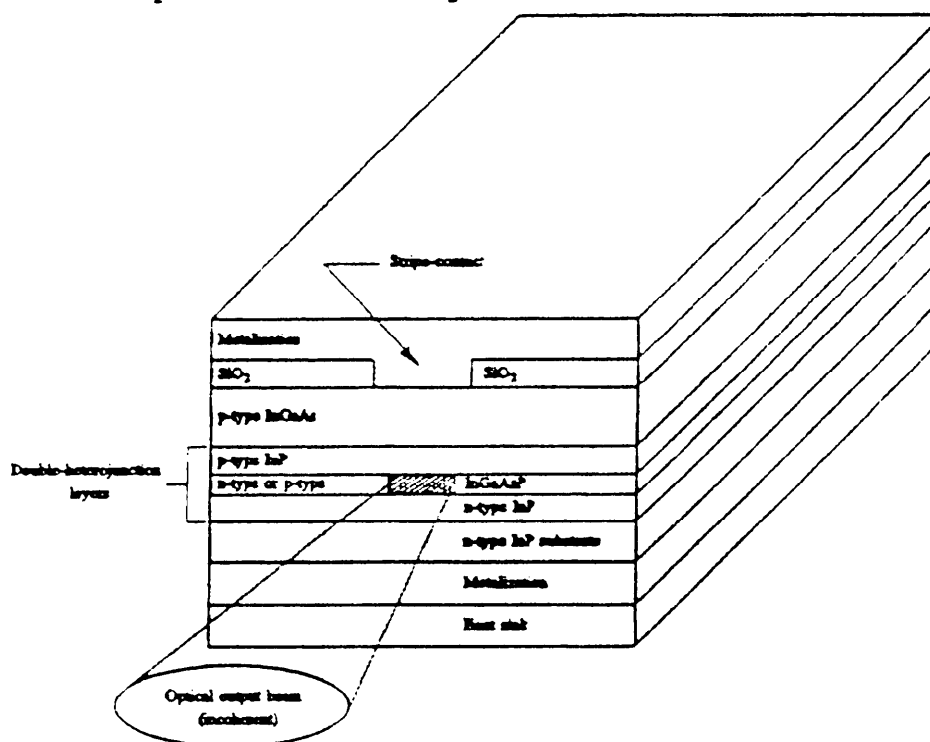 Stripe-contact
Metalization
SiO₂
SiO₂
p-type InGaAs
Double-heterojunction
layers
p-type InP
n-type or p-type
InGaAsP
n-type InP
n-type InP substrate
Metalization
Heat sink
Optical output beam
(incoherent)